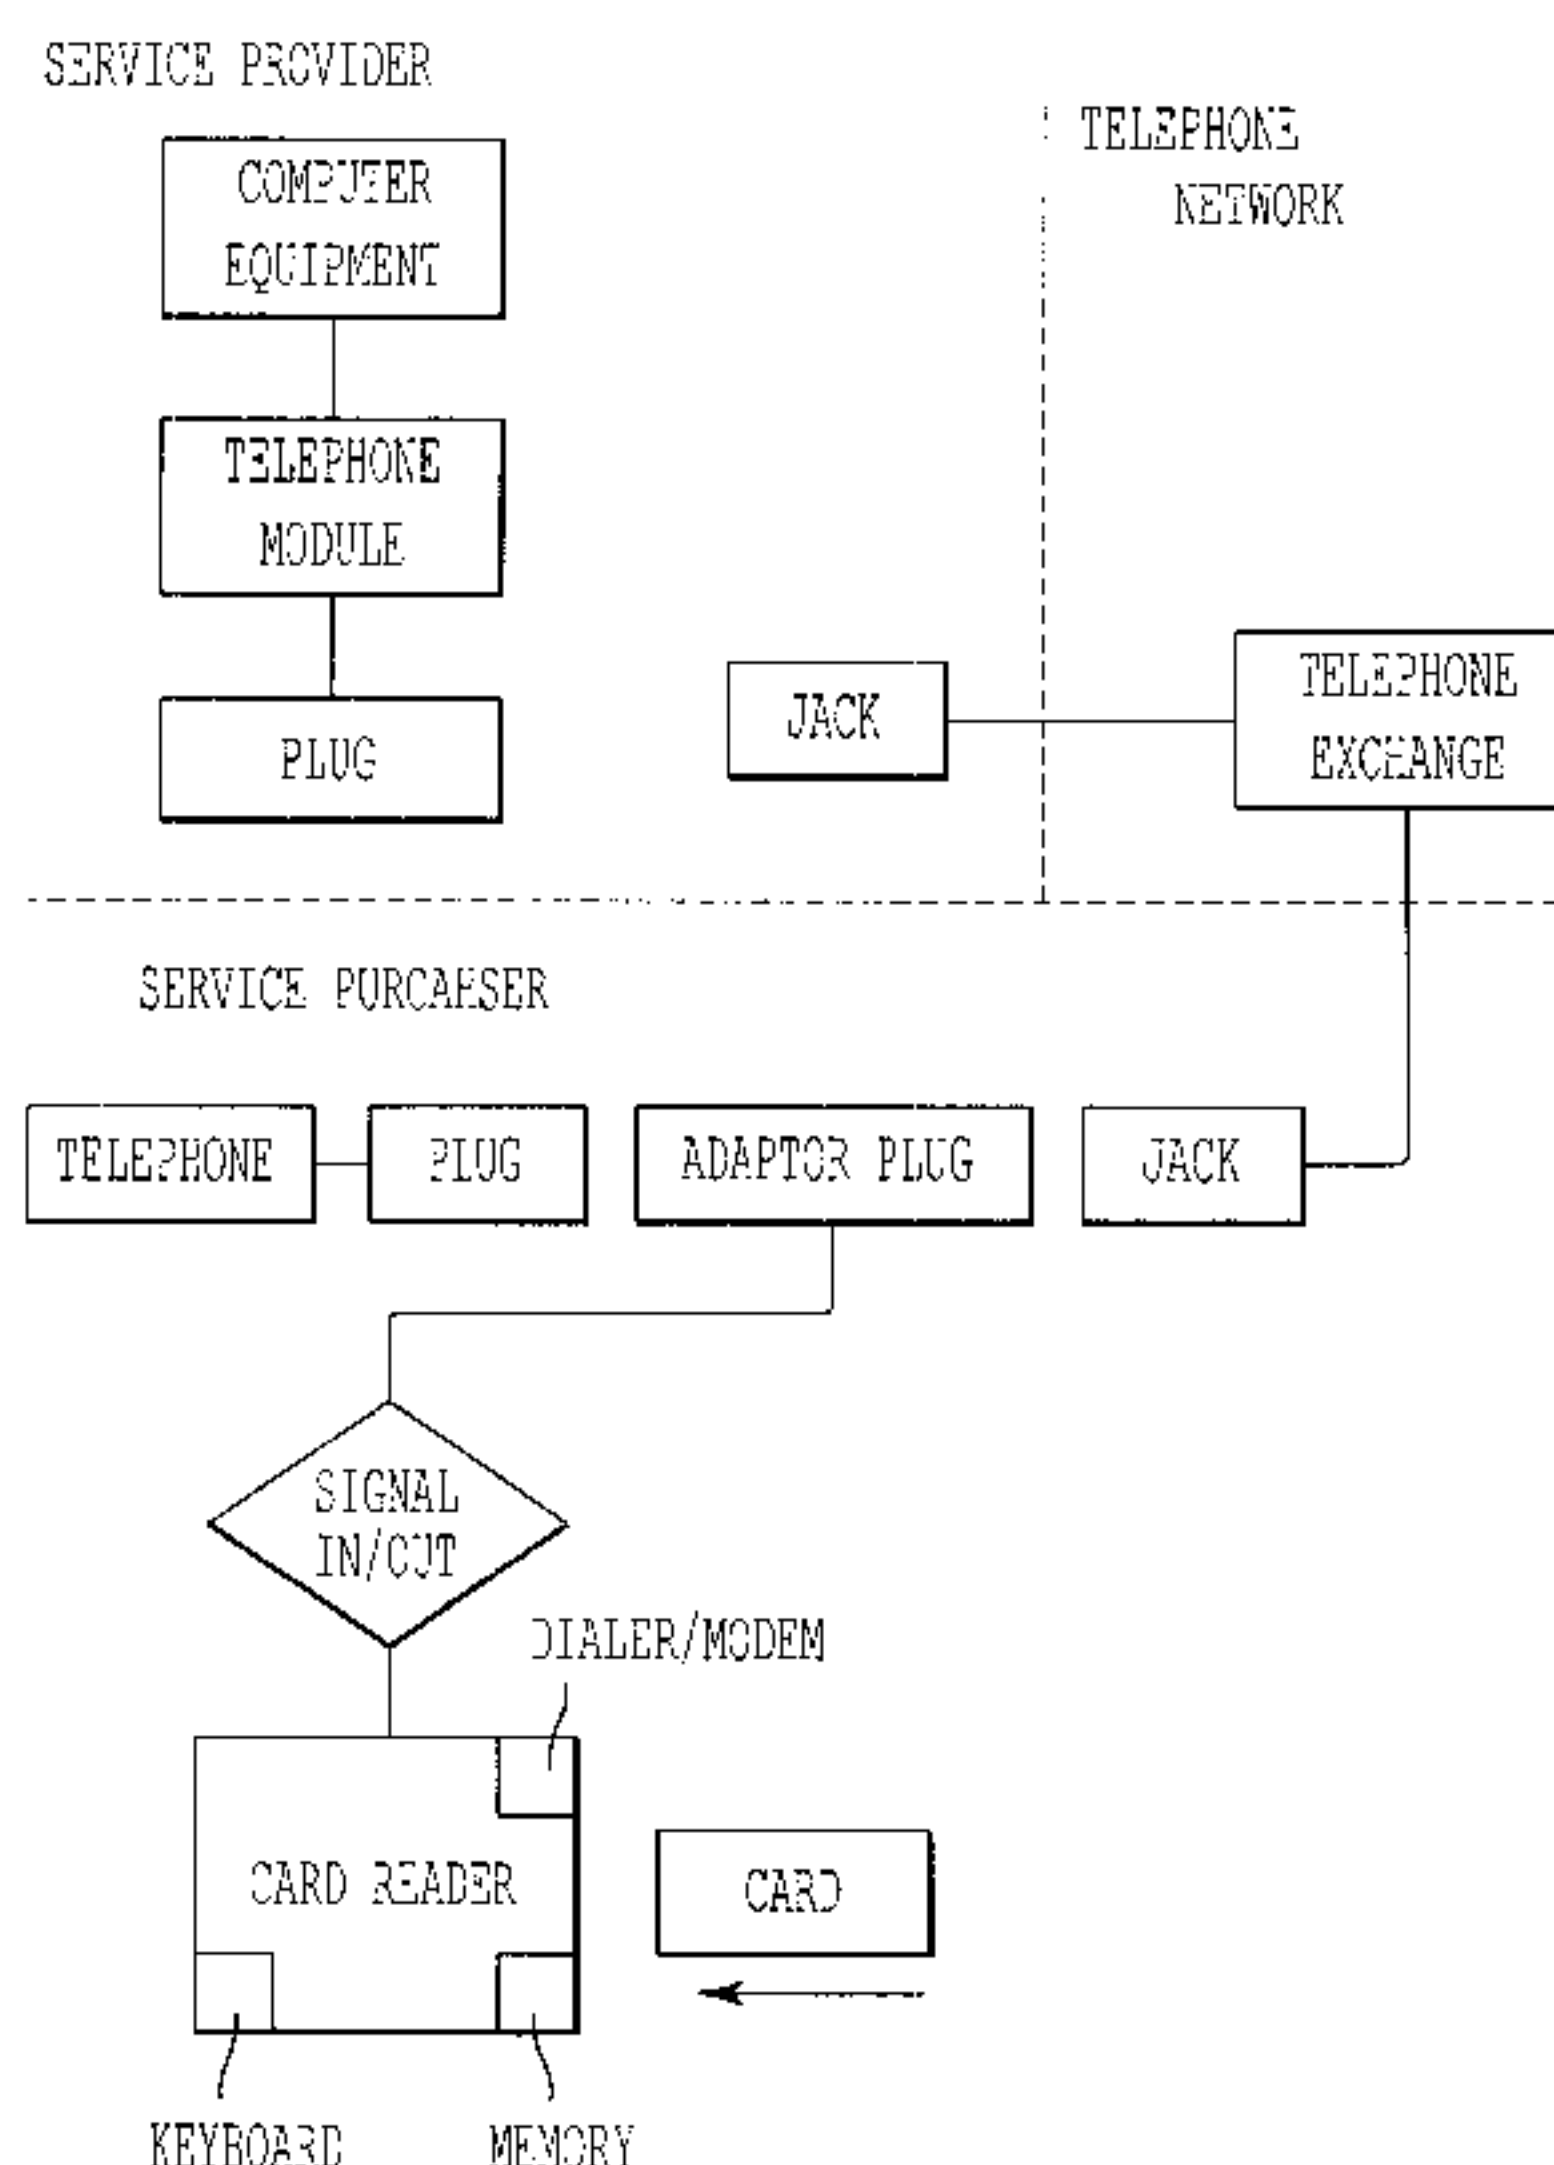 SERVICE PROVIDER
TELEPHONE
NETWORK
COMPUTER
EQUIPMENT
TELEPHONE
MODULE
PLUG
JACK
TELEPHONE
EXCHANGE
SERVICE PURCAHSER
TELEPHONE
PLUG
ADAPTOR PLUG
JACK
SIGNAL
IN/OUT
DIALER/MODEM
CARD READER
CARD
KEYBOARD
MEMORY